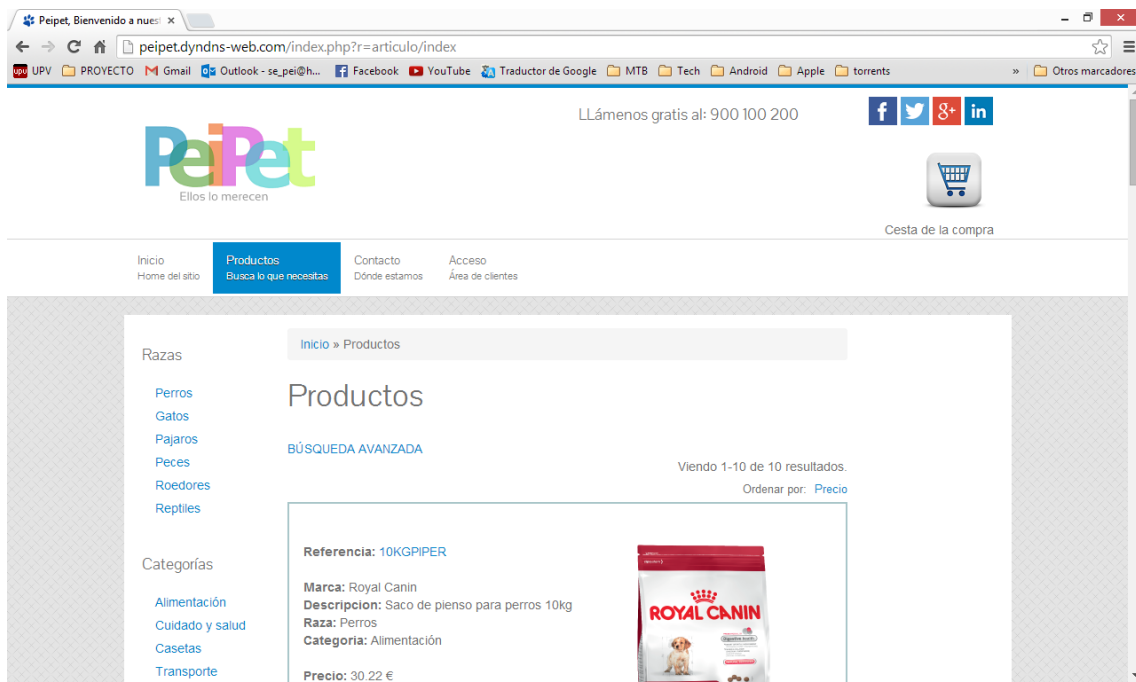 Peipet, Bienvenido a nues
peipet.dyndns-web.com/index.php?r=articulo/index
UPV PROYECTO Gmail Outlook - se_pei@h... Facebook YouTube Traductor de Google MTB Tech Android Apple torrents » Otros marcadores
LLámenos gratis al: 900 100 200
PeiPet
Ellos lo merecen
Cesta de la compra
Inicio Productos Contacto Acceso
Home del sitio Busca lo que necesitas Dónde estamos Área de clientes
Razas
Perros
Gatos
Pajaros
Peces
Roedores
Reptiles
Categorías
Alimentación
Cuidado y salud
Casetas
Transporte
Inicio » Productos
Productos
BÚSQUEDA AVANZADA
Viendo 1-10 de 10 resultados.
Ordenar por: Precio
Referencia: 10KGPIPER
Marca: Royal Canin
Descripcion: Saco de pienso para perros 10kg
Raza: Perros
Categoria: Alimentación
Precio: 30.22 €
ROYAL CANIN